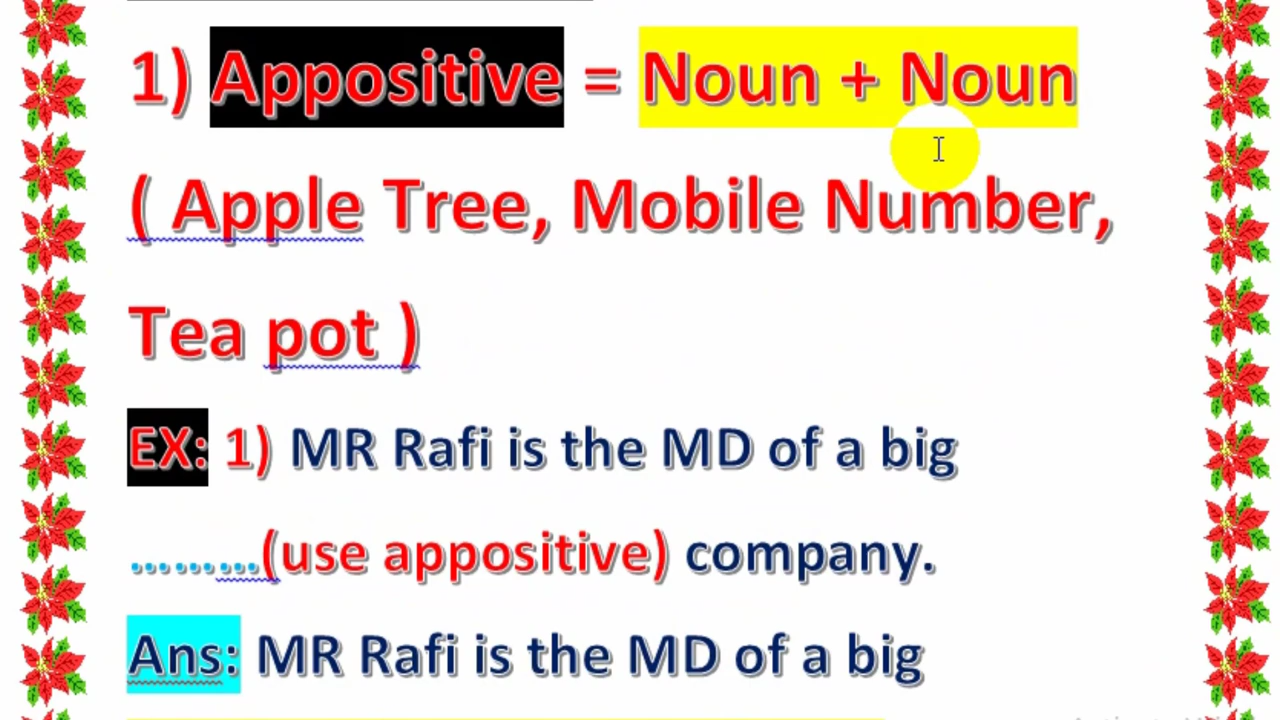 1) Appositive = Noun + Noun
( Apple Tree, Mobile Number,
Tea pot )
EX: 1) MR Rafi is the MD of a big
………(use appositive) company.
Ans: MR Rafi is the MD of a big